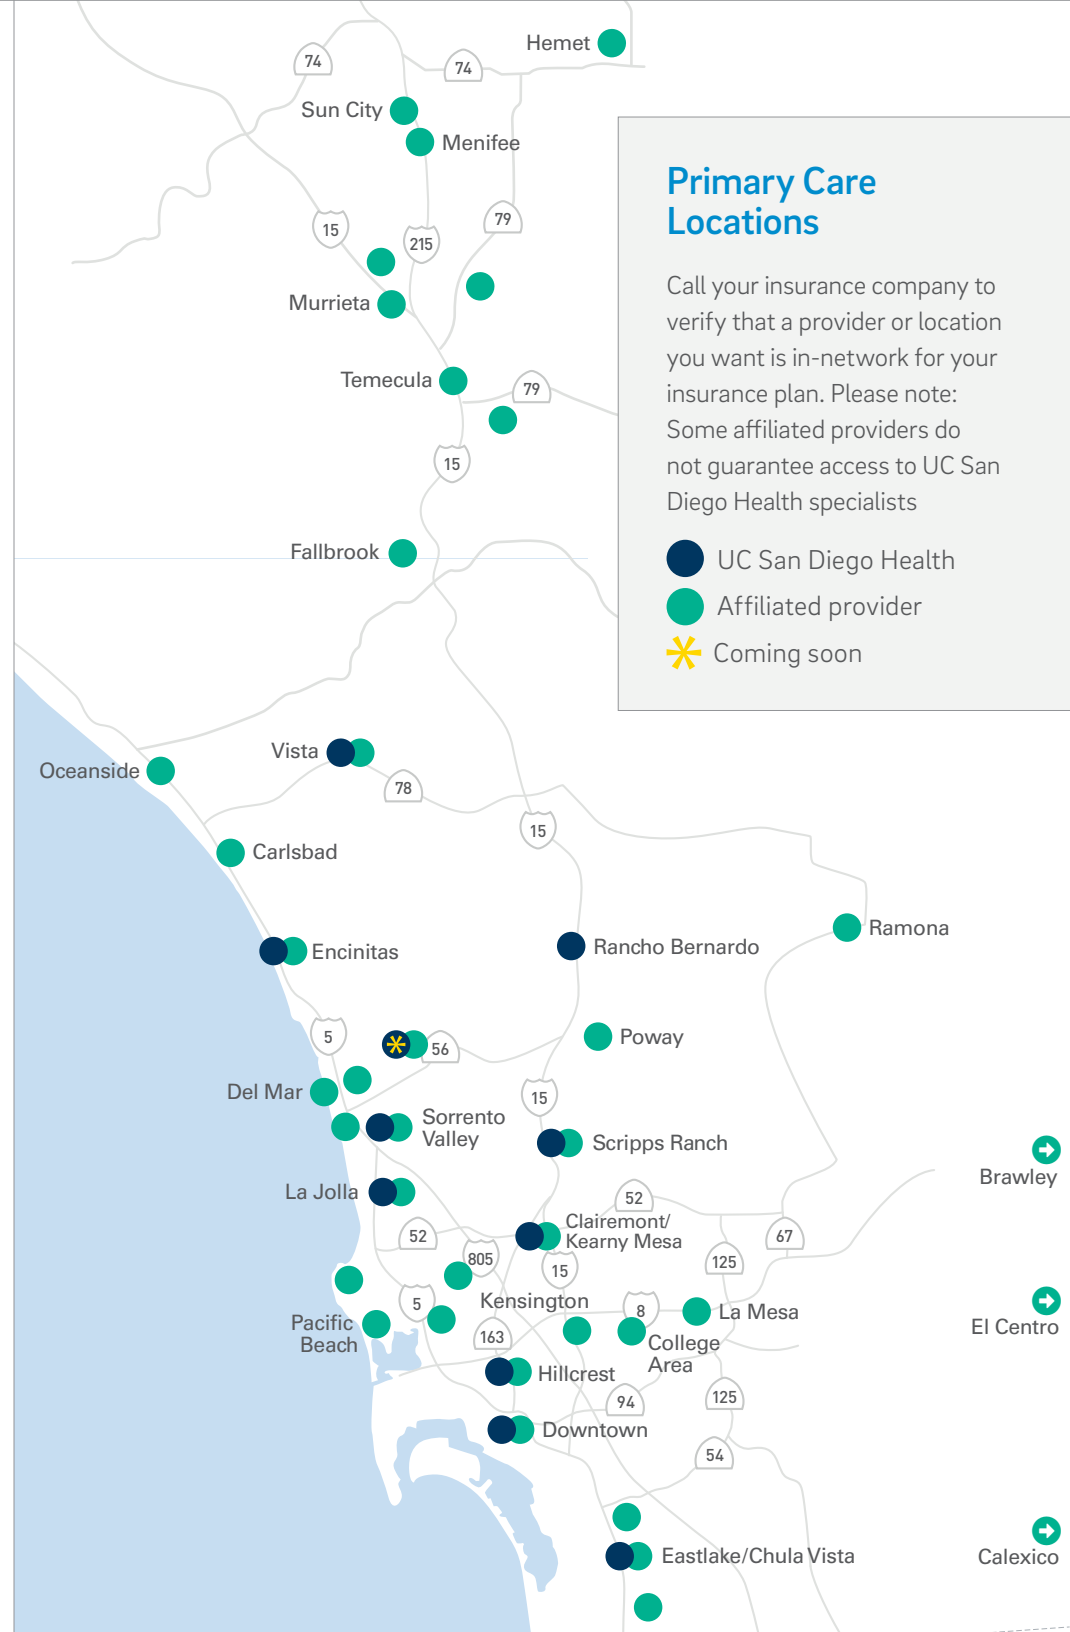 Hemet
74
74
Sun City
Menifee
15
215
79
Murrieta
Temecula
79
15
Fallbrook
Primary Care
Locations
Call your insurance company to
verify that a provider or location
you want is in-network for your
insurance plan. Please note:
Some affiliated providers do
not guarantee access to UC San
Diego Health specialists
UC San Diego Health
Affiliated provider
Coming soon
Vista
Oceanside
78
15
Carlsbad
Ramona
Encinitas
Rancho Bernardo
5
56
Poway
Del Mar
15
Sorrento
Valley
Scripps Ranch
Brawley
La Jolla
52
52
Clairemont/
Kearny Mesa
67
805
15
125
Kensington
5
8
La Mesa
El Centro
Pacific
Beach
163
College
Area
Hillcrest
94
125
Downtown
54
Eastlake/Chula Vista
Calexico